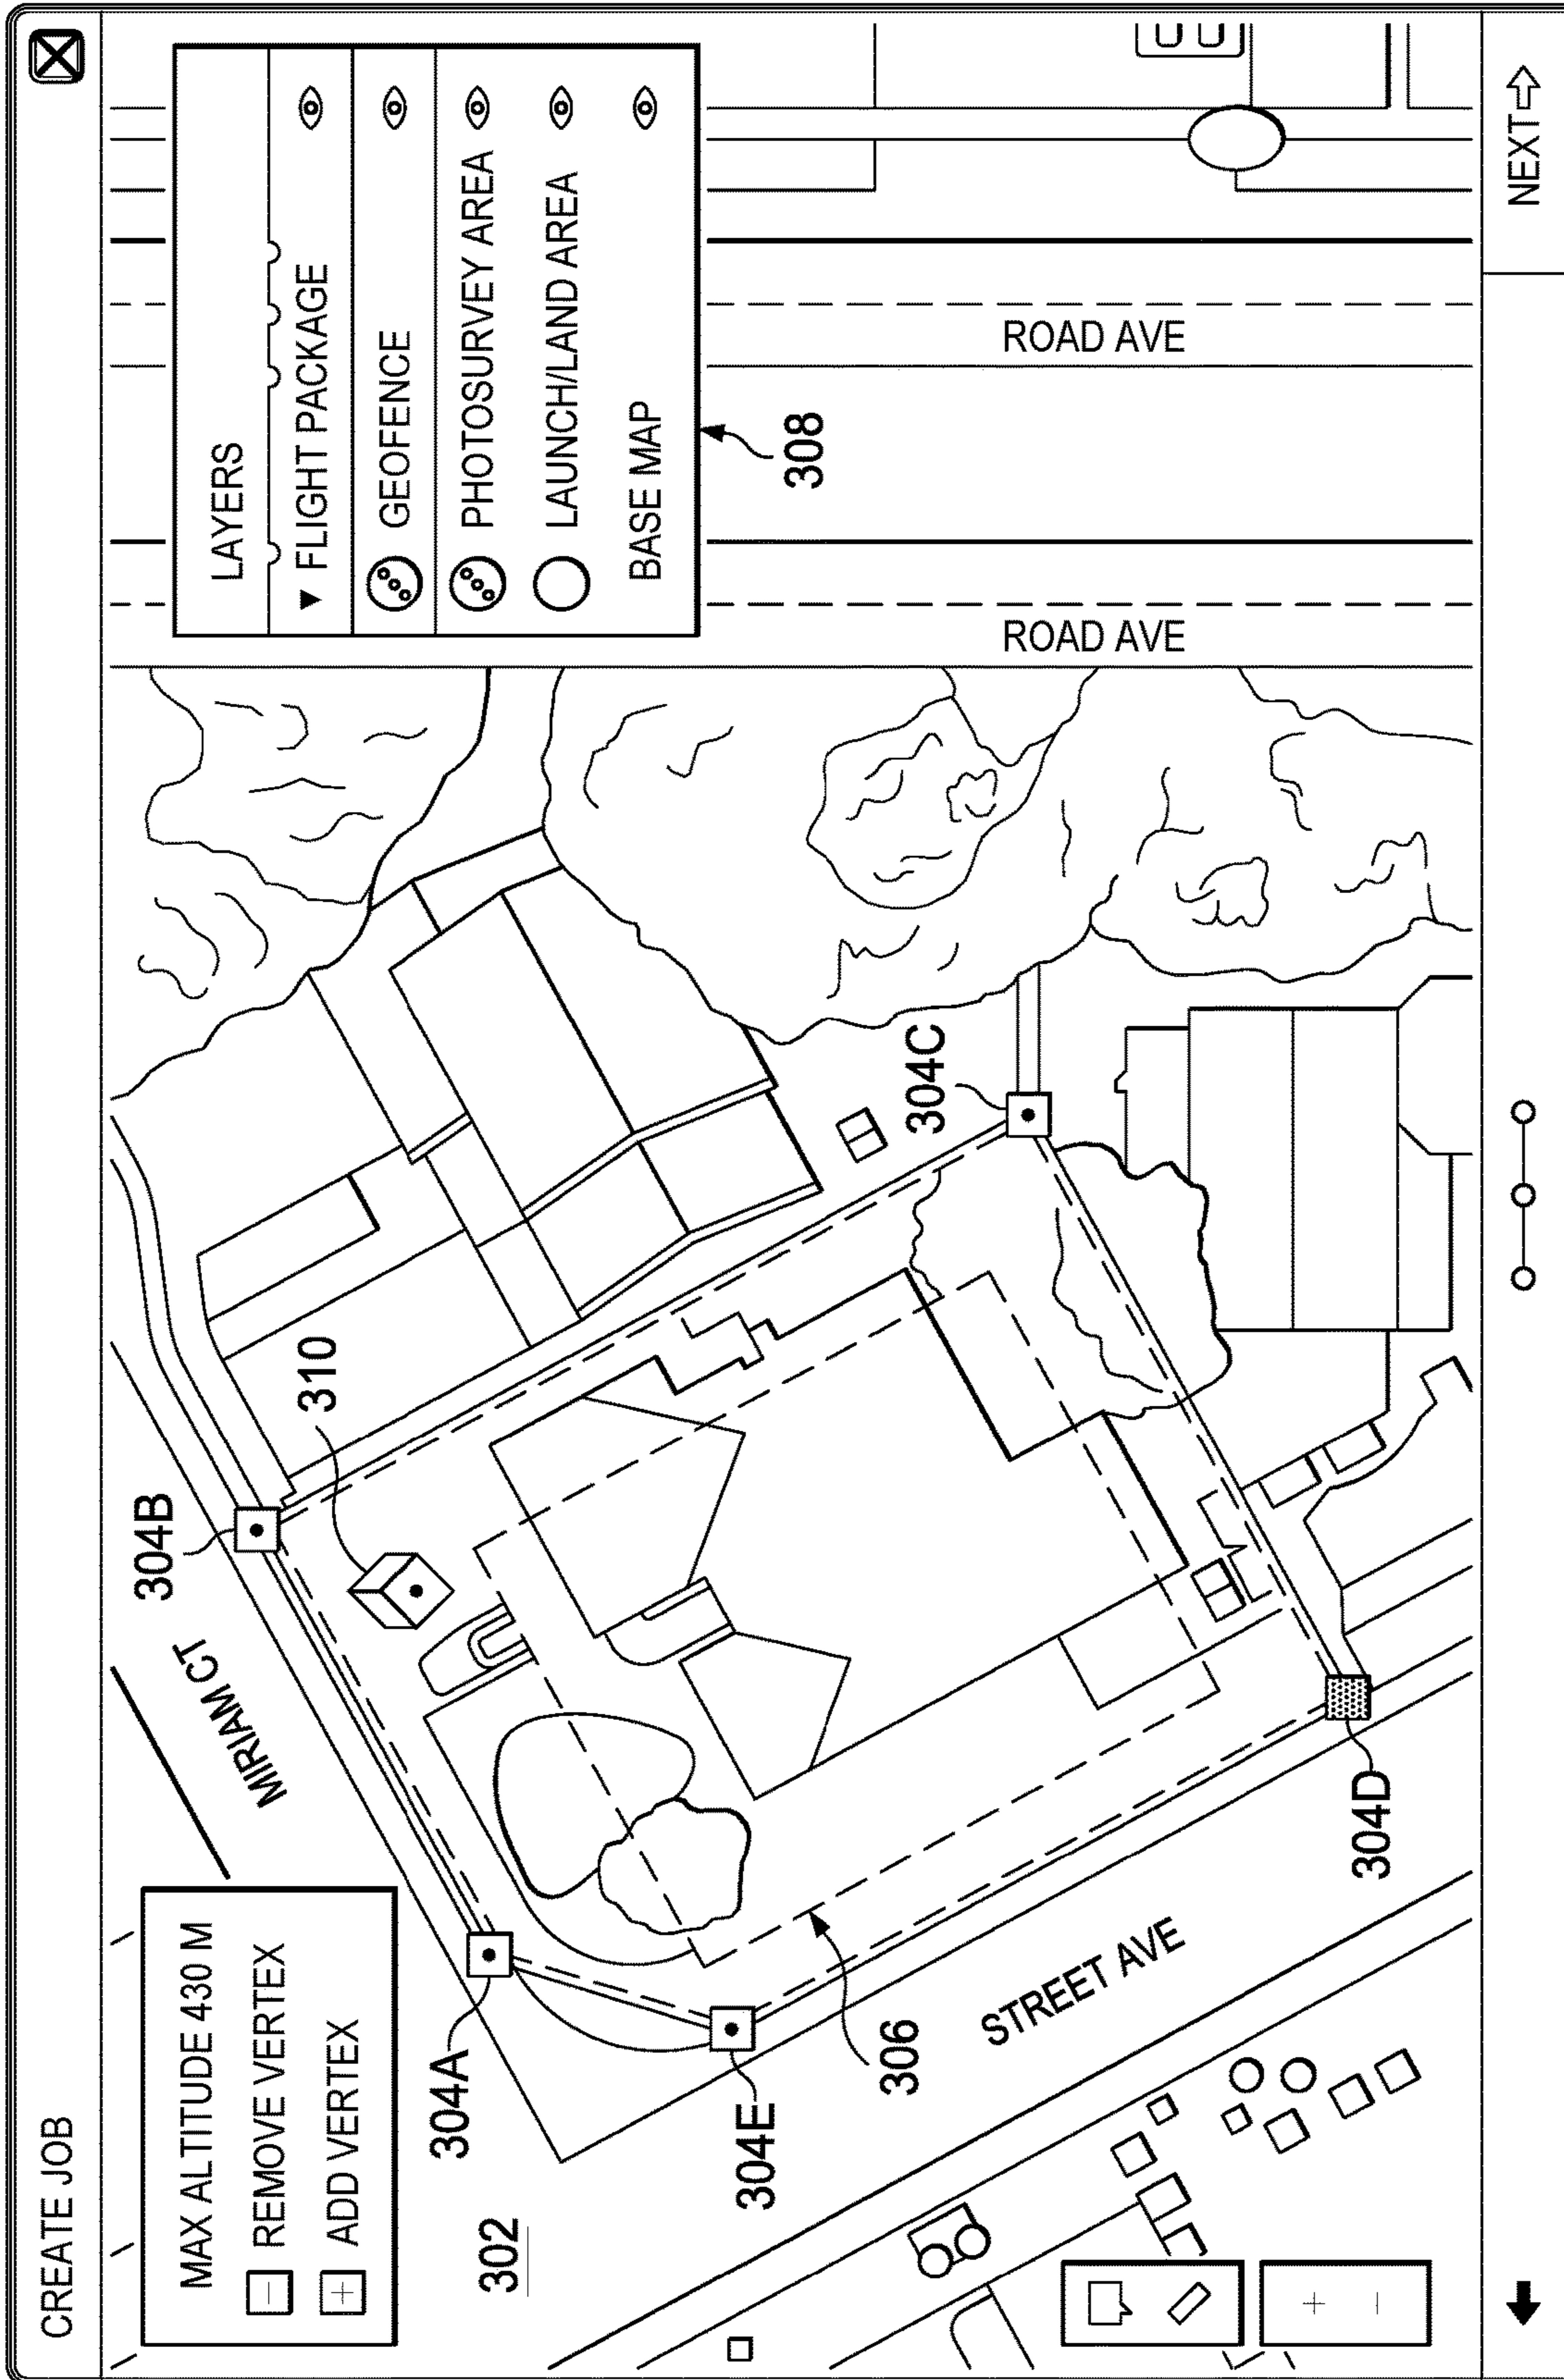 CREATE JOB
MAX ALTITUDE 430 M
− REMOVE VERTEX
+ ADD VERTEX
MIRIAM CT
LAYERS
▼ FLIGHT PACKAGE
GEOFENCE
PHOTOSURVEY AREA
LAUNCH/LAND AREA
BASE MAP
308
304B
310
304A
302
304E
306
304C
304D
STREET AVE
ROAD AVE
ROAD AVE
+
−
NEXT